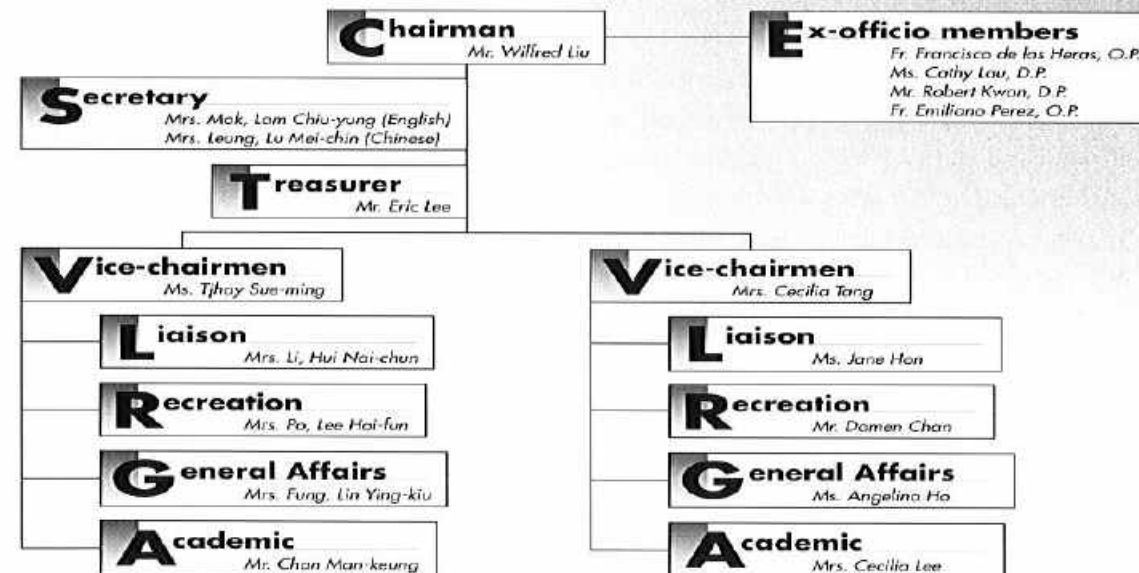 Chairman
Mr. Wilfred Liu
Ex-officio members
Fr. Francisco de las Heras, O.P.
Ms. Cathy Lau, D.P.
Mr. Robert Kwan, D.P.
Fr. Emiliano Perez, O.P.
Secretary
Mrs. Mak, Lam Chiu-yung (English)
Mrs. Leung, Lu Mei-chin (Chinese)
Treasurer
Mr. Eric Lee
Vice-chairmen
Ms. Tjhay Sue-ming
Liaison
Mrs. Li, Hui Nai-chun
Recreation
Mrs. Po, Lee Hoi-fun
General Affairs
Mrs. Fung, Lin Ying-kiu
Academic
Mr. Chan Man-keung
Vice-chairmen
Mrs. Cecilia Tang
Liaison
Ms. Jane Hon
Recreation
Mr. Damen Chan
General Affairs
Ms. Angelina Ho
Academic
Mrs. Cecilia Lee